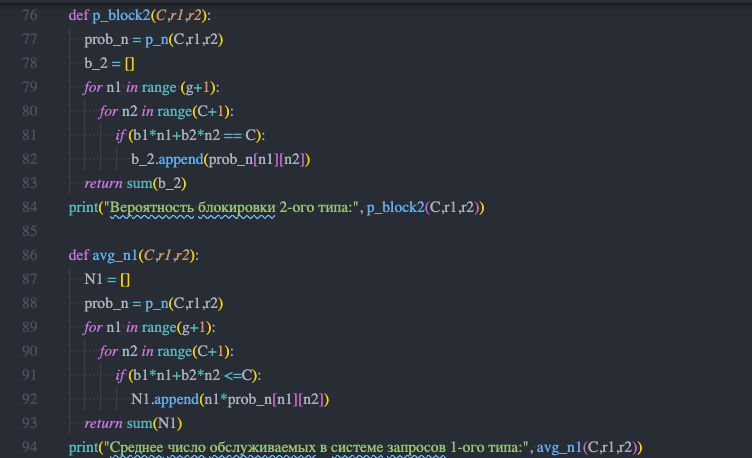 76 def p_block2(C,r1,r2):
77 prob_n = p_n(C,r1,r2)
78 b_2 = []
79 for n1 in range (g+1):
80 for n2 in range(C+1):
81 if (b1*n1+b2*n2 == C):
82 b_2.append(prob_n[n1][n2])
83 return sum(b_2)
84 print("Вероятность блокировки 2-ого типа:", p_block2(C,r1,r2))
85
86 def avg_n1(C,r1,r2):
87 N1 = []
88 prob_n = p_n(C,r1,r2)
89 for n1 in range(g+1):
90 for n2 in range(C+1):
91 if (b1*n1+b2*n2 <=C):
92 N1.append(n1*prob_n[n1][n2])
93 return sum(N1)
94 print("Среднее число обслуживаемых в системе запросов 1-ого типа:", avg_n1(C,r1,r2))